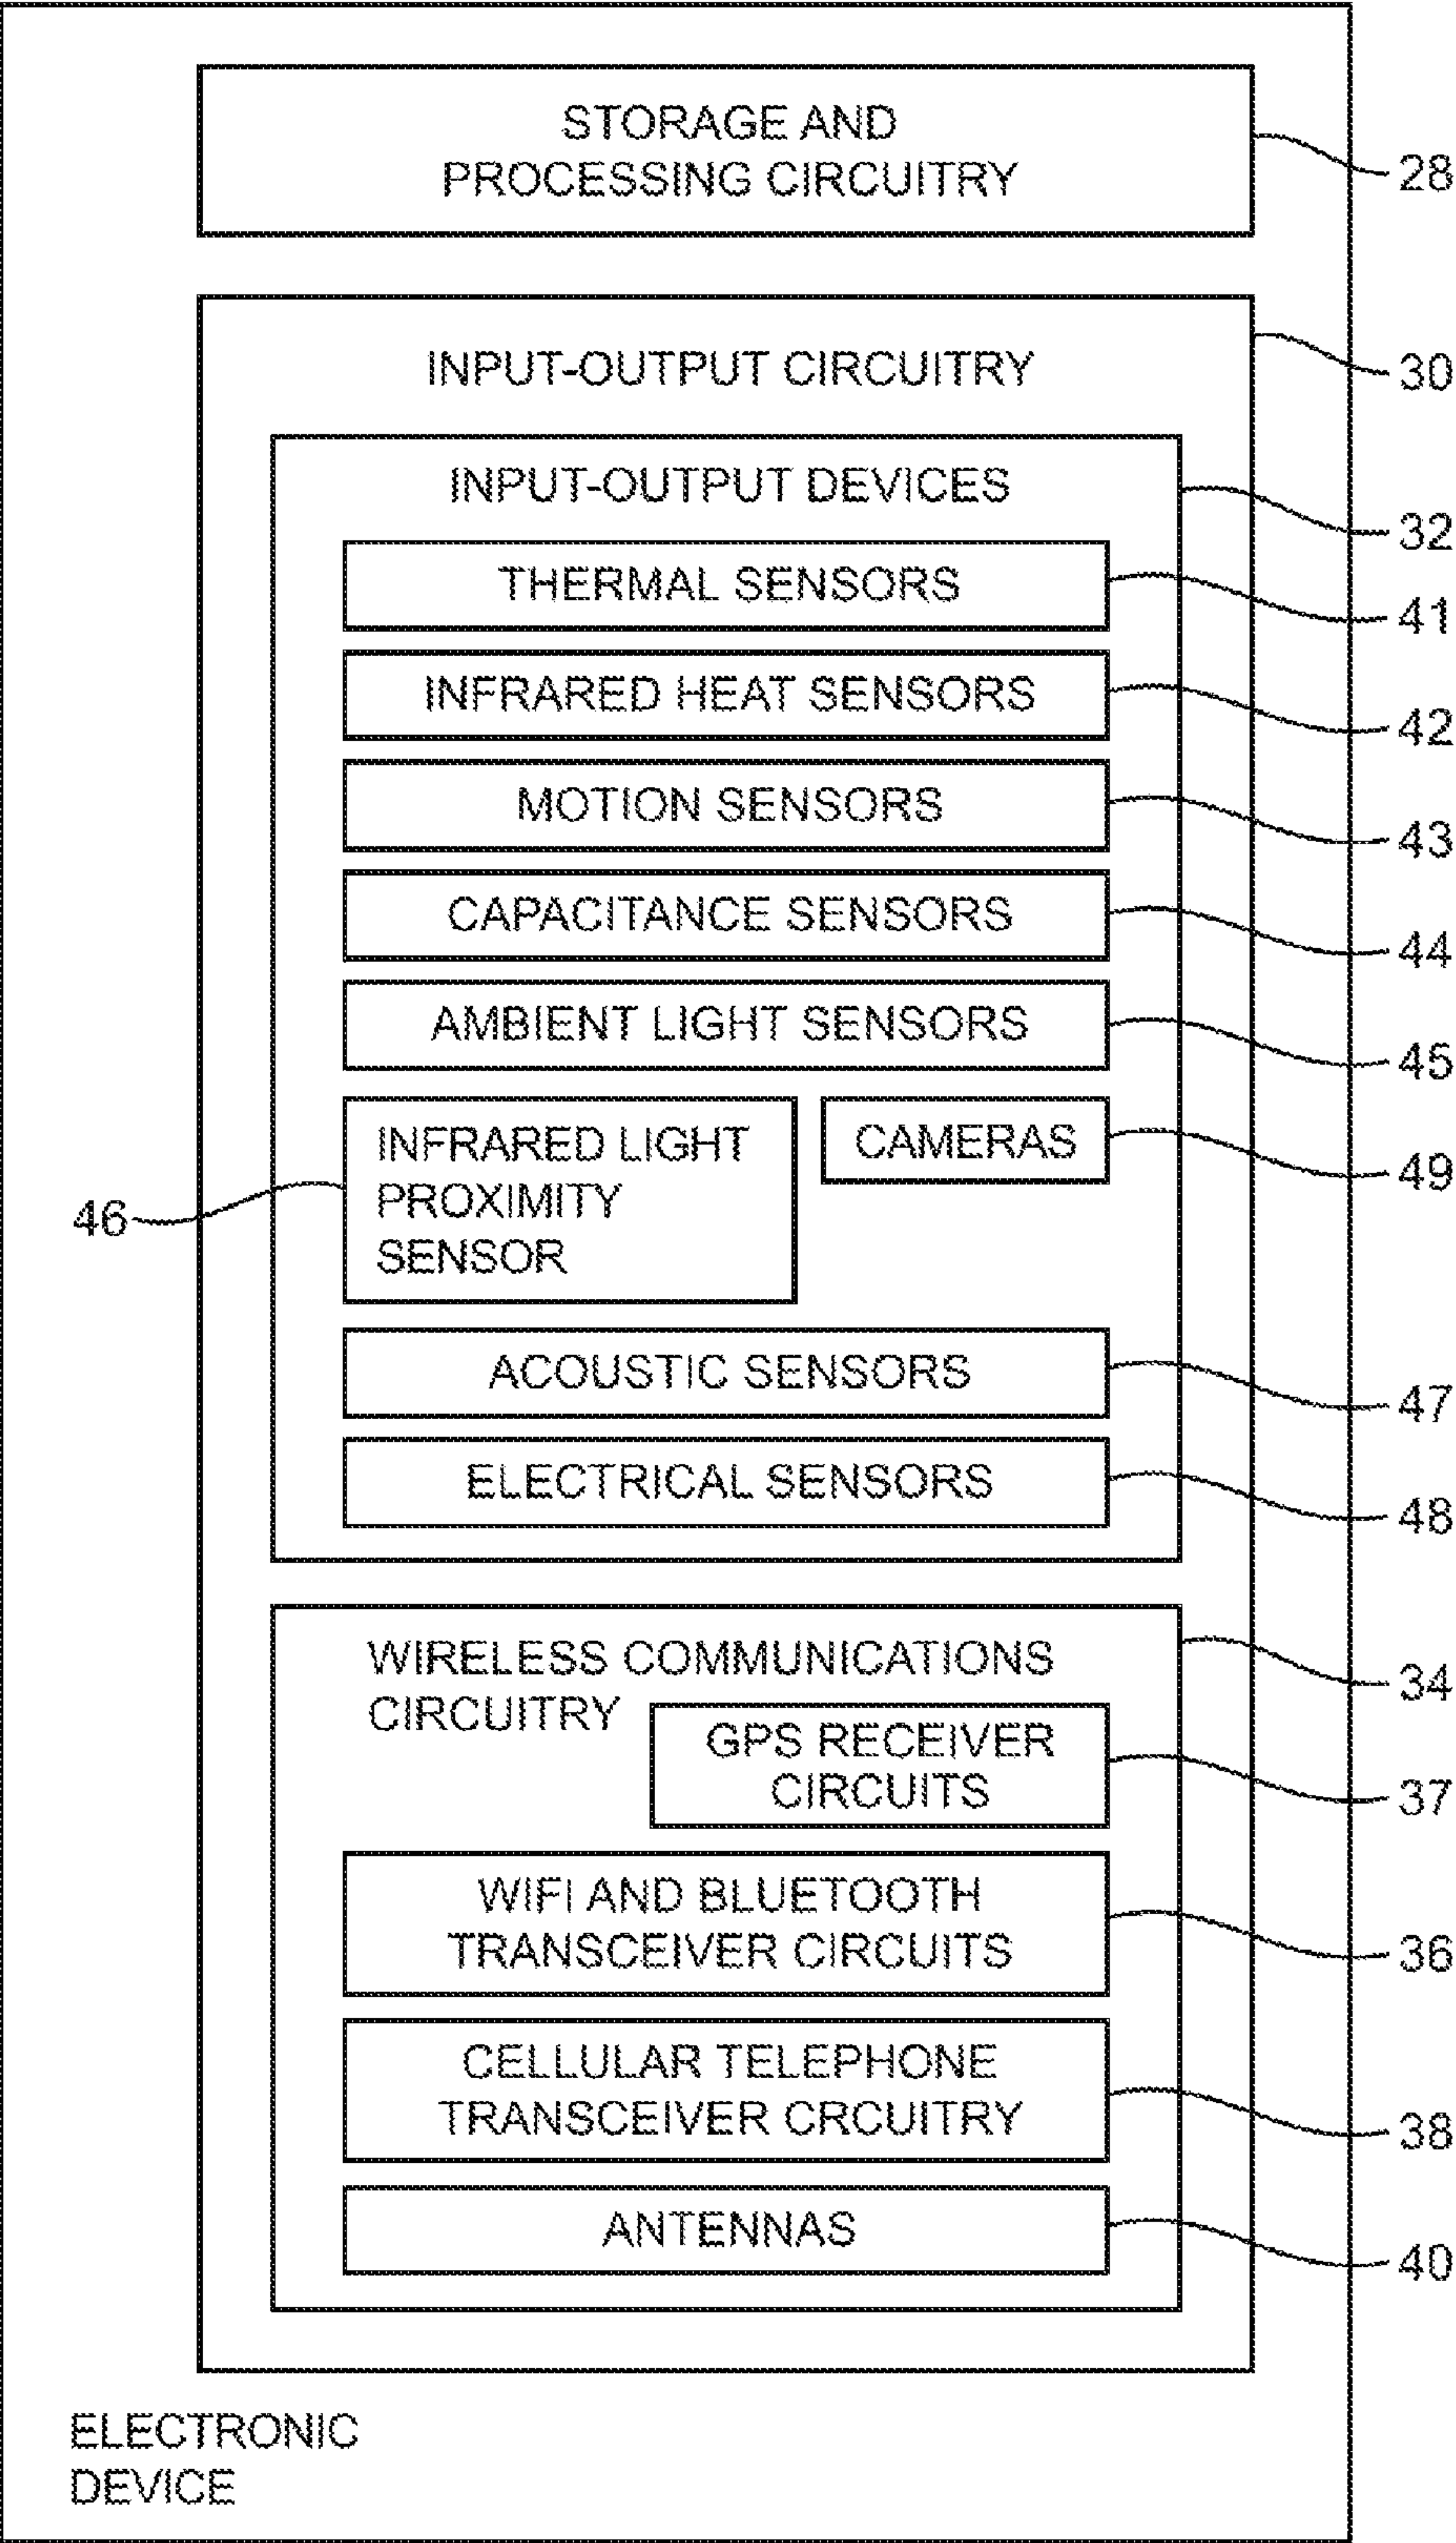 STORAGE AND
PROCESSING CIRCUITRY
28
INPUT-OUTPUT CIRCUITRY
30
INPUT-OUTPUT DEVICES
32
THERMAL SENSORS
41
INFRARED HEAT SENSORS
42
MOTION SENSORS
43
CAPACITANCE SENSORS
44
AMBIENT LIGHT SENSORS
45
INFRARED LIGHT
PROXIMITY
SENSOR
46
CAMERAS
49
ACOUSTIC SENSORS
47
ELECTRICAL SENSORS
48
WIRELESS COMMUNICATIONS
CIRCUITRY
34
GPS RECEIVER
CIRCUITS
37
WIFI AND BLUETOOTH
TRANSCEIVER CIRCUITS
36
CELLULAR TELEPHONE
TRANSCEIVER CRCUITRY
38
ANTENNAS
40
ELECTRONIC
DEVICE